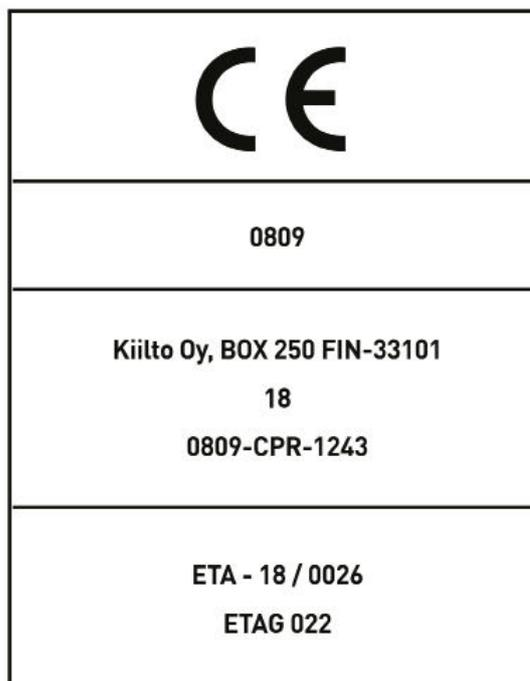 CE
0809
Kiilto Oy, BOX 250 FIN-33101
18
0809-CPR-1243
ETA - 18 / 0026
ETAG 022